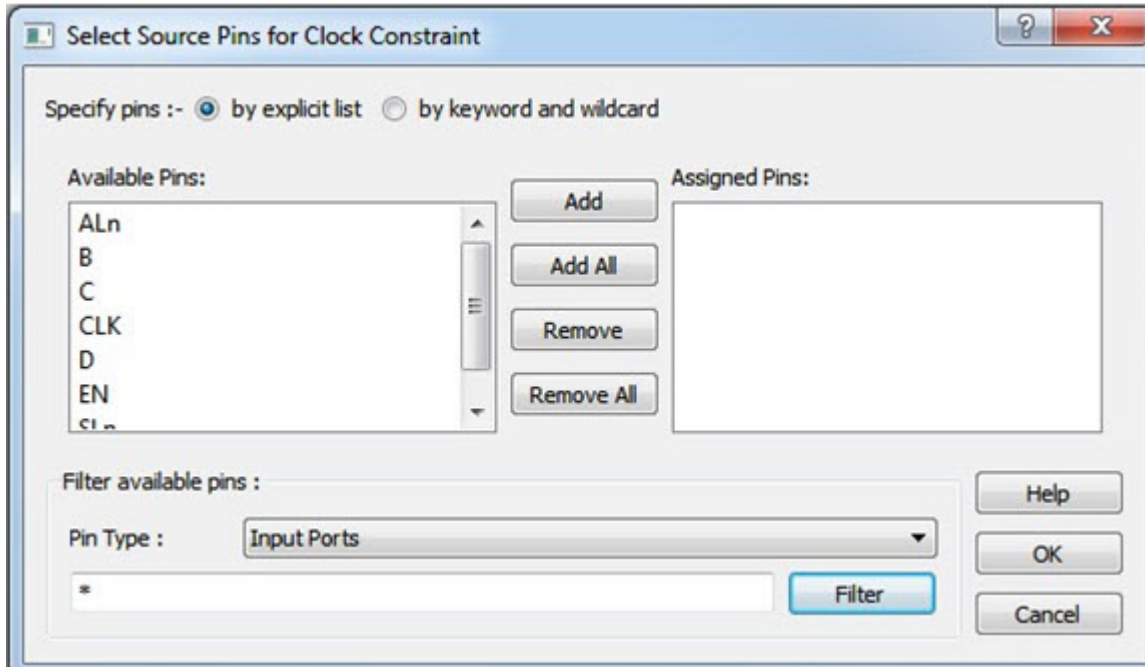 Select Source Pins for Clock Constraint
Specify pins :- by explicit list by keyword and wildcard
Available Pins:
ALn
B
C
CLK
D
EN
SLn
Add
Add All
Remove
Remove All
Assigned Pins:
Filter available pins :
Pin Type : Input Ports
*
Filter
Help
OK
Cancel